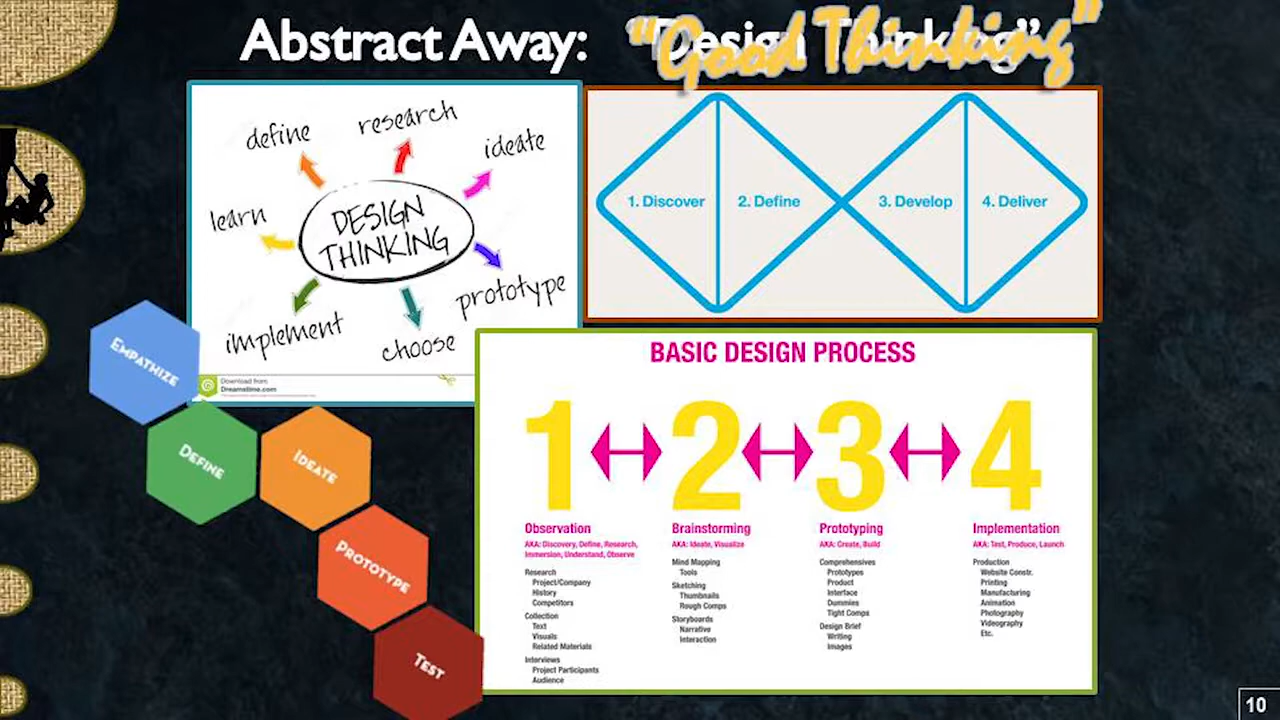 Abstract Away: "Design Thinking"
"Good Thinking"
define
research
ideate
learn
DESIGN
THINKING
prototype
implement
choose
Download from
Dreamstime.com
1. Discover
2. Define
3. Develop
4. Deliver
EMPATHIZE
DEFINE
IDEATE
PROTOTYPE
TEST
BASIC DESIGN PROCESS
1 2 3 4
Observation
AKA: Discovery, Define, Research,
Immersion, Understand, Observe
Research
Project/Company
History
Competitors
Collection
Text
Visuals
Related Materials
Interviews
Project Participants
Audience
Brainstorming
AKA: Ideate, Visualize
Mind Mapping
Tools
Sketching
Thumbnails
Rough Comps
Storyboards
Narrative
Interaction
Prototyping
AKA: Create, Build
Comprehensives
Prototypes
Product
Interface
Dummies
Tight Comps
Design Brief
Writing
Images
Implementation
AKA: Test, Produce, Launch
Production
Website Constr.
Printing
Manufacturing
Animation
Photography
Videography
Etc.
10